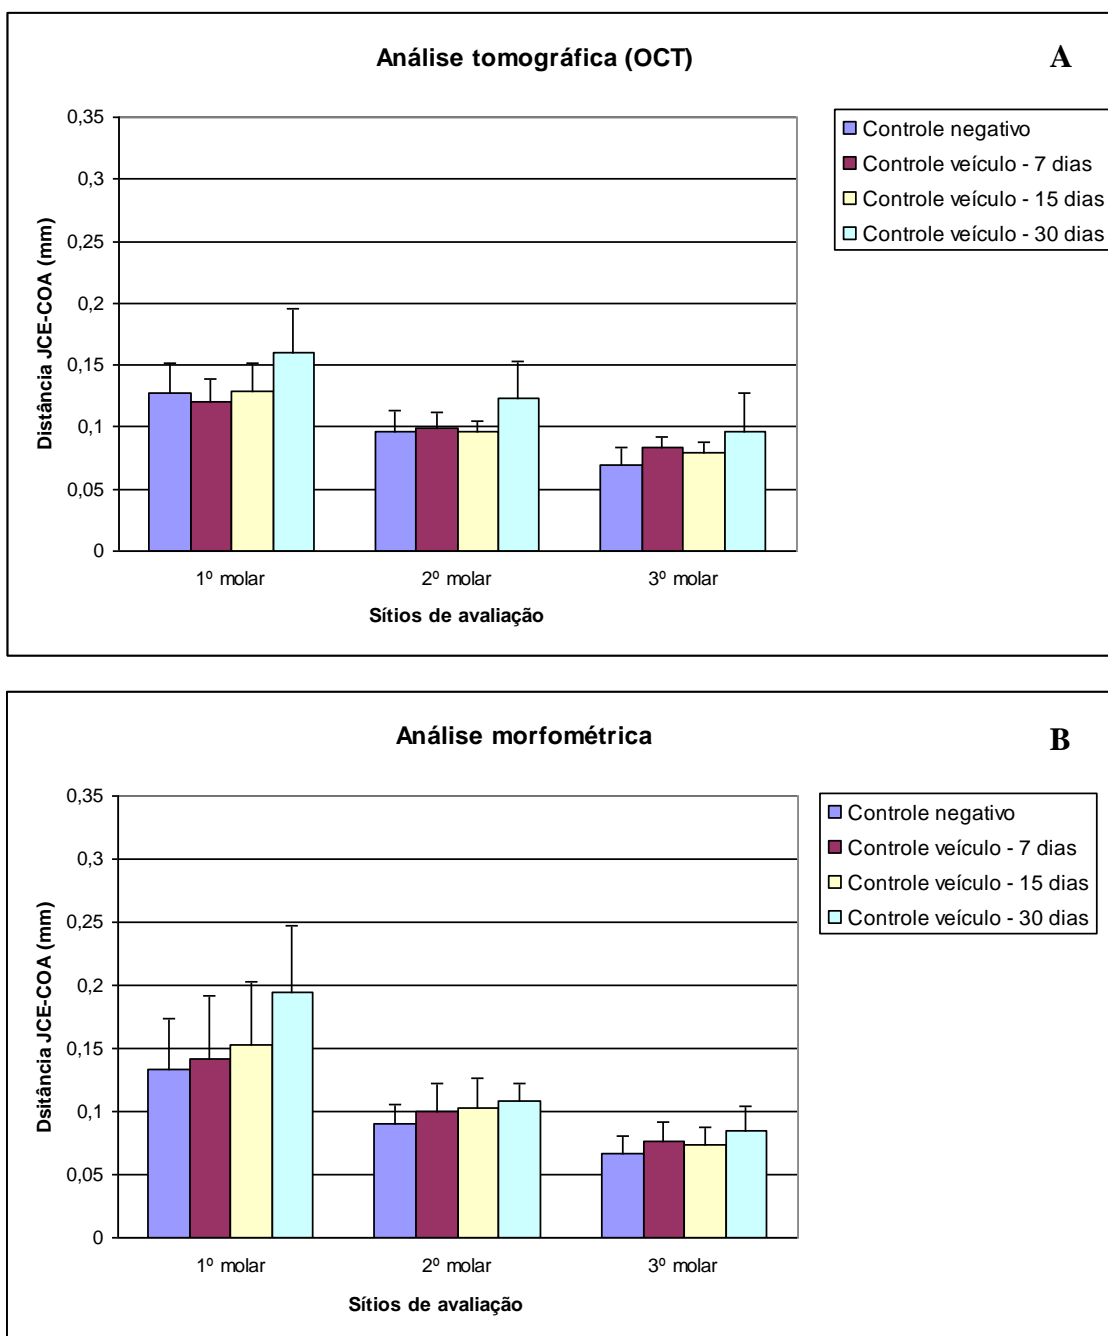 Análise tomográfica (OCT)
A
0,35
0,3
0,25
0,2
0,15
0,1
0,05
0
Distância JCE-COA (mm)
1º molar
2º molar
3º molar
Sítios de avaliação
Controle negativo
Controle veículo - 7 dias
Controle veículo - 15 dias
Controle veículo - 30 dias
Análise morfométrica
B
0,35
0,3
0,25
0,2
0,15
0,1
0,05
0
Dsitância JCE-COA (mm)
1º molar
2º molar
3º molar
Sítios de avaliação
Controle negativo
Controle veículo - 7 dias
Controle veículo - 15 dias
Controle veículo - 30 dias